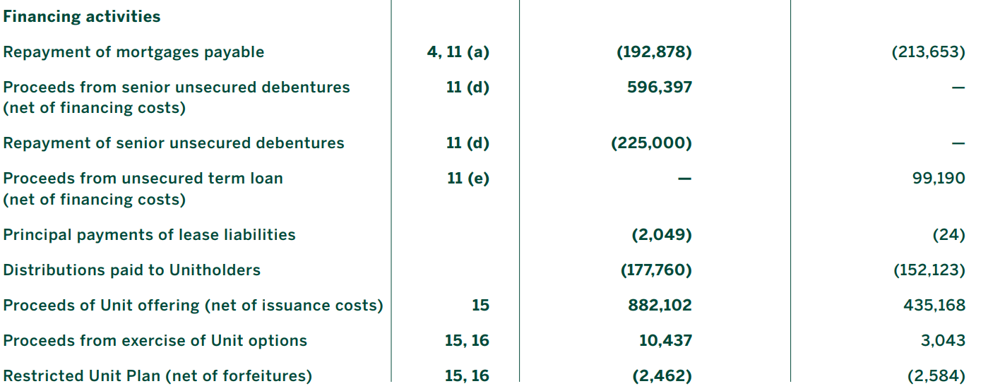 Financing activities
Repayment of mortgages payable 4, 11 (a) (192,878) (213,653)
Proceeds from senior unsecured debentures 11 (d) 596,397 —
(net of financing costs)
Repayment of senior unsecured debentures 11 (d) (225,000) —
Proceeds from unsecured term loan 11 (e) — 99,190
(net of financing costs)
Principal payments of lease liabilities (2,049) (24)
Distributions paid to Unitholders (177,760) (152,123)
Proceeds of Unit offering (net of issuance costs) 15 882,102 435,168
Proceeds from exercise of Unit options 15, 16 10,437 3,043
Restricted Unit Plan (net of forfeitures) 15, 16 (2,462) (2,584)